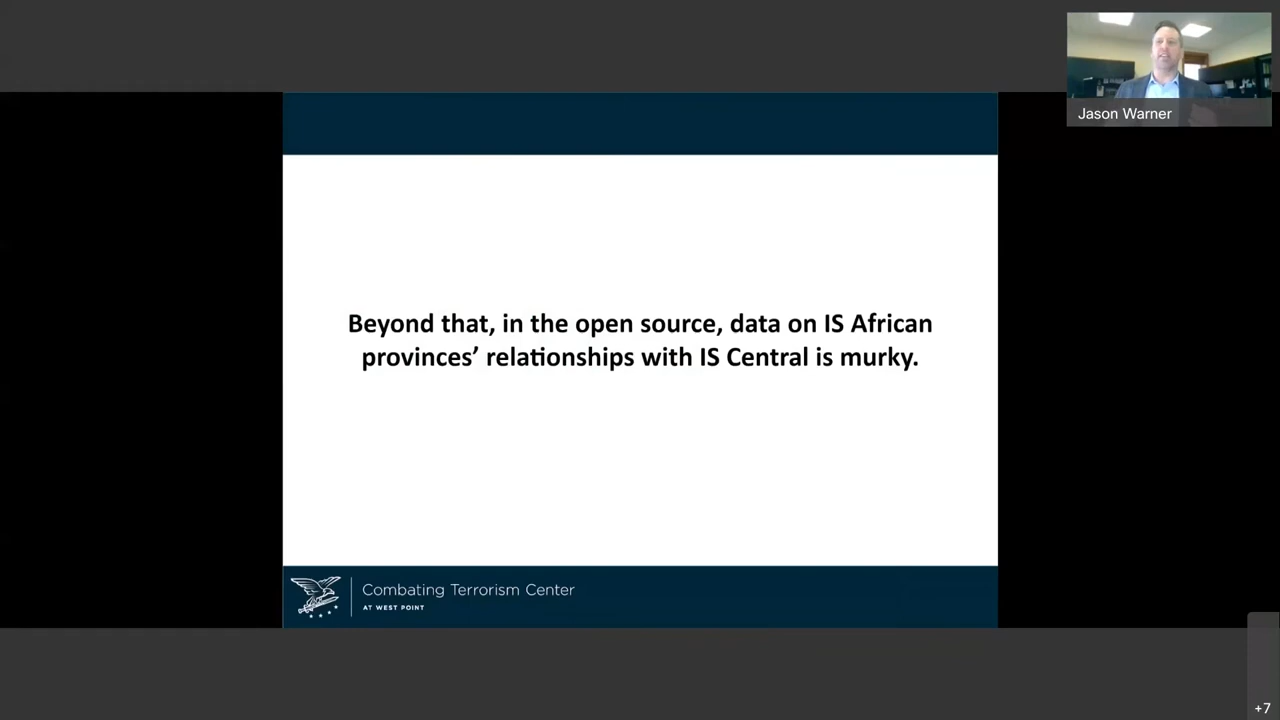 Jason Warner
Beyond that, in the open source, data on IS African
provinces’ relationships with IS Central is murky.
Combating Terrorism Center
AT WEST POINT
+7